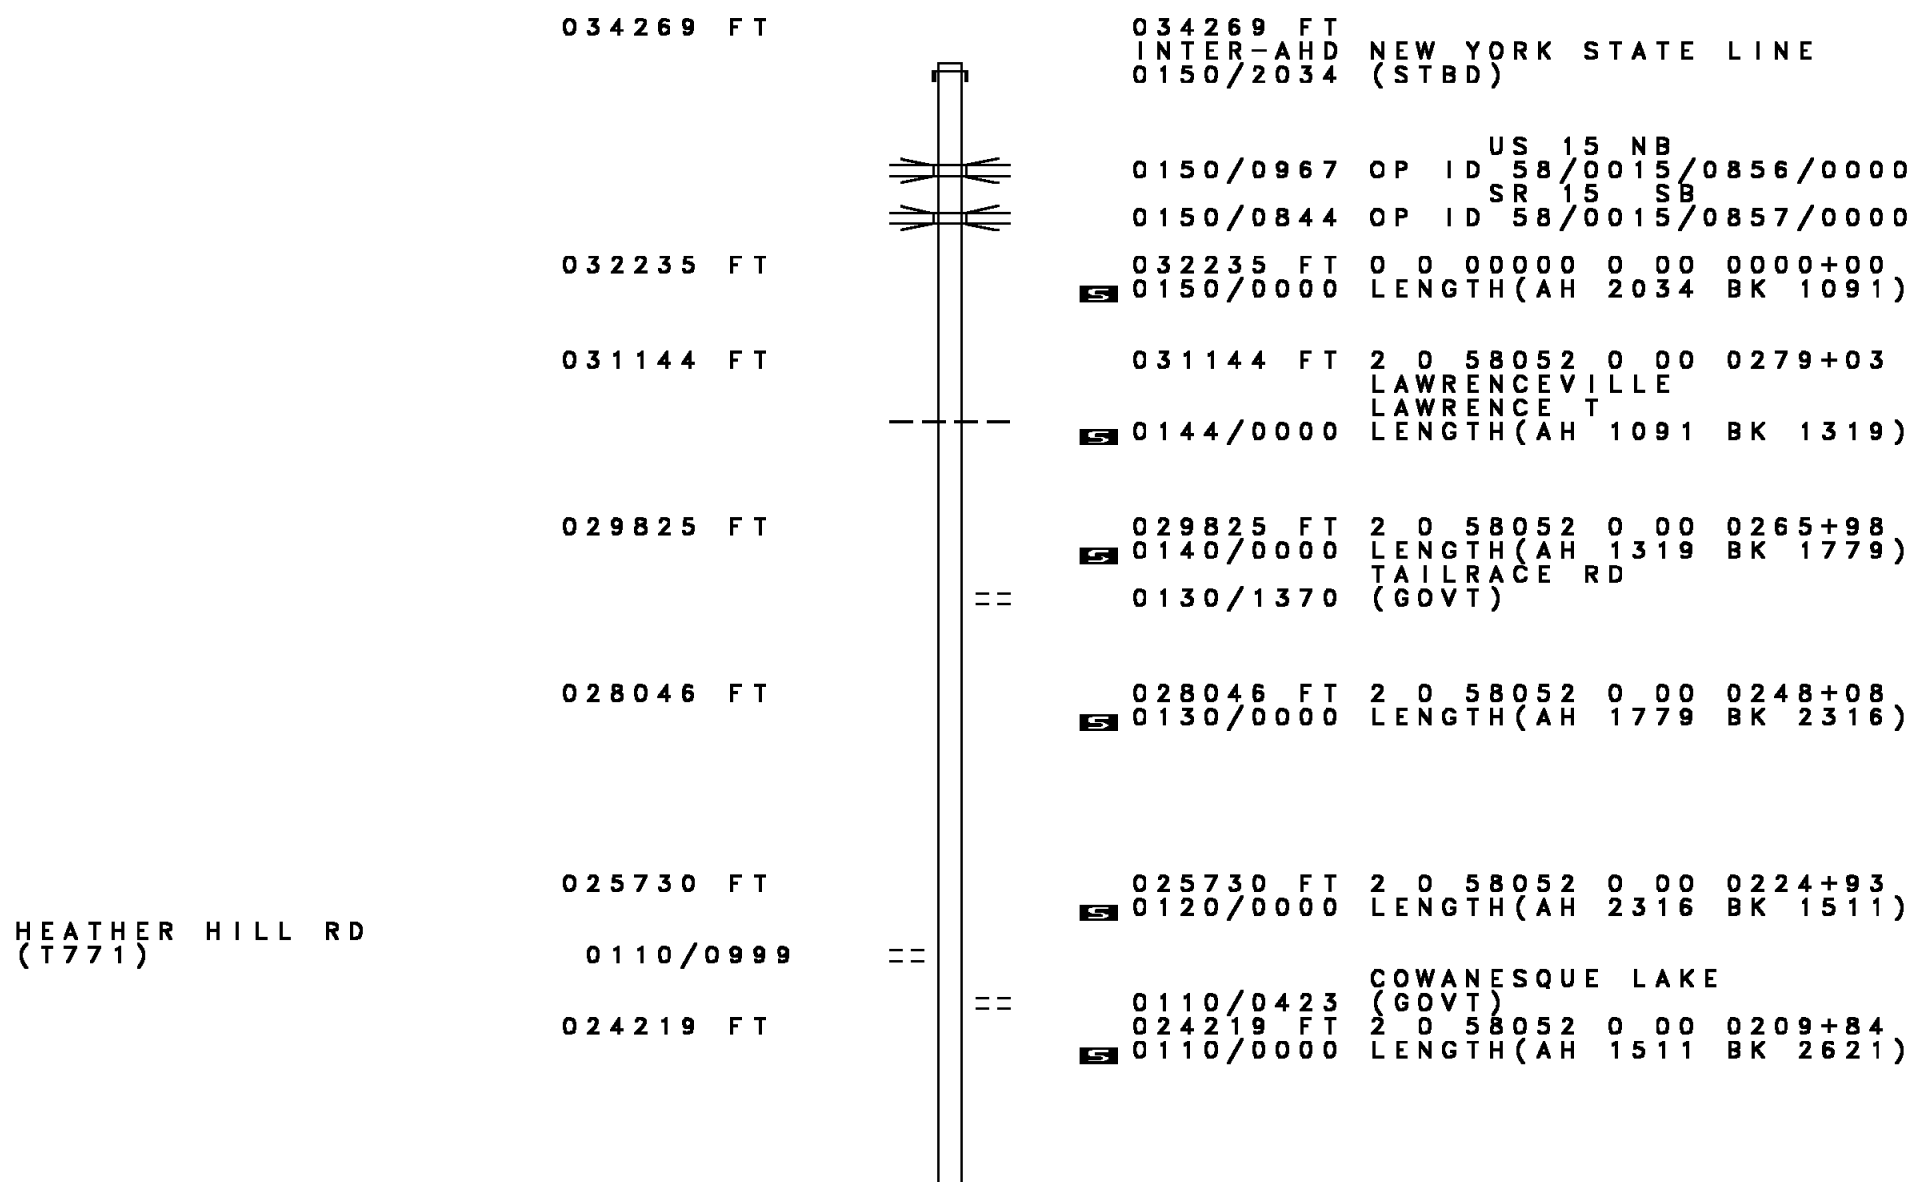 034269 FT 034269 FT
INTER-AHD NEW YORK STATE LINE
0150/2034 (STBD)
US 15 NB
0150/0967 OP ID 58/0015/0856/0000
SR 15 SB
0150/0844 OP ID 58/0015/0857/0000
032235 FT 032235 FT 0 0 00000 0 00 0000+00
S 0150/0000 LENGTH(AH 2034 BK 1091)
031144 FT 031144 FT 2 0 58052 0 00 0279+03
LAWRENCEVILLE
LAWRENCE T
S 0144/0000 LENGTH(AH 1091 BK 1319)
029825 FT 029825 FT 2 0 58052 0 00 0265+98
S 0140/0000 LENGTH(AH 1319 BK 1779)
TAILRACE RD
0130/1370 (GOVT)
028046 FT 028046 FT 2 0 58052 0 00 0248+08
S 0130/0000 LENGTH(AH 1779 BK 2316)
025730 FT 025730 FT 2 0 58052 0 00 0224+93
S 0120/0000 LENGTH(AH 2316 BK 1511)
HEATHER HILL RD
(T771) 0110/0999
COWANESQUE LAKE
0110/0423 (GOVT)
024219 FT 024219 FT 2 0 58052 0 00 0209+84
S 0110/0000 LENGTH(AH 1511 BK 2621)